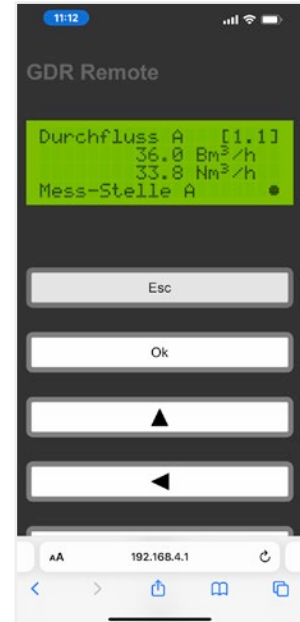 11:12
GDR Remote
Durchfluss A [1.1]
36.0 Bm³/h
33.8 Nm³/h
Mess-Stelle A
Esc
Ok
AA
192.168.4.1